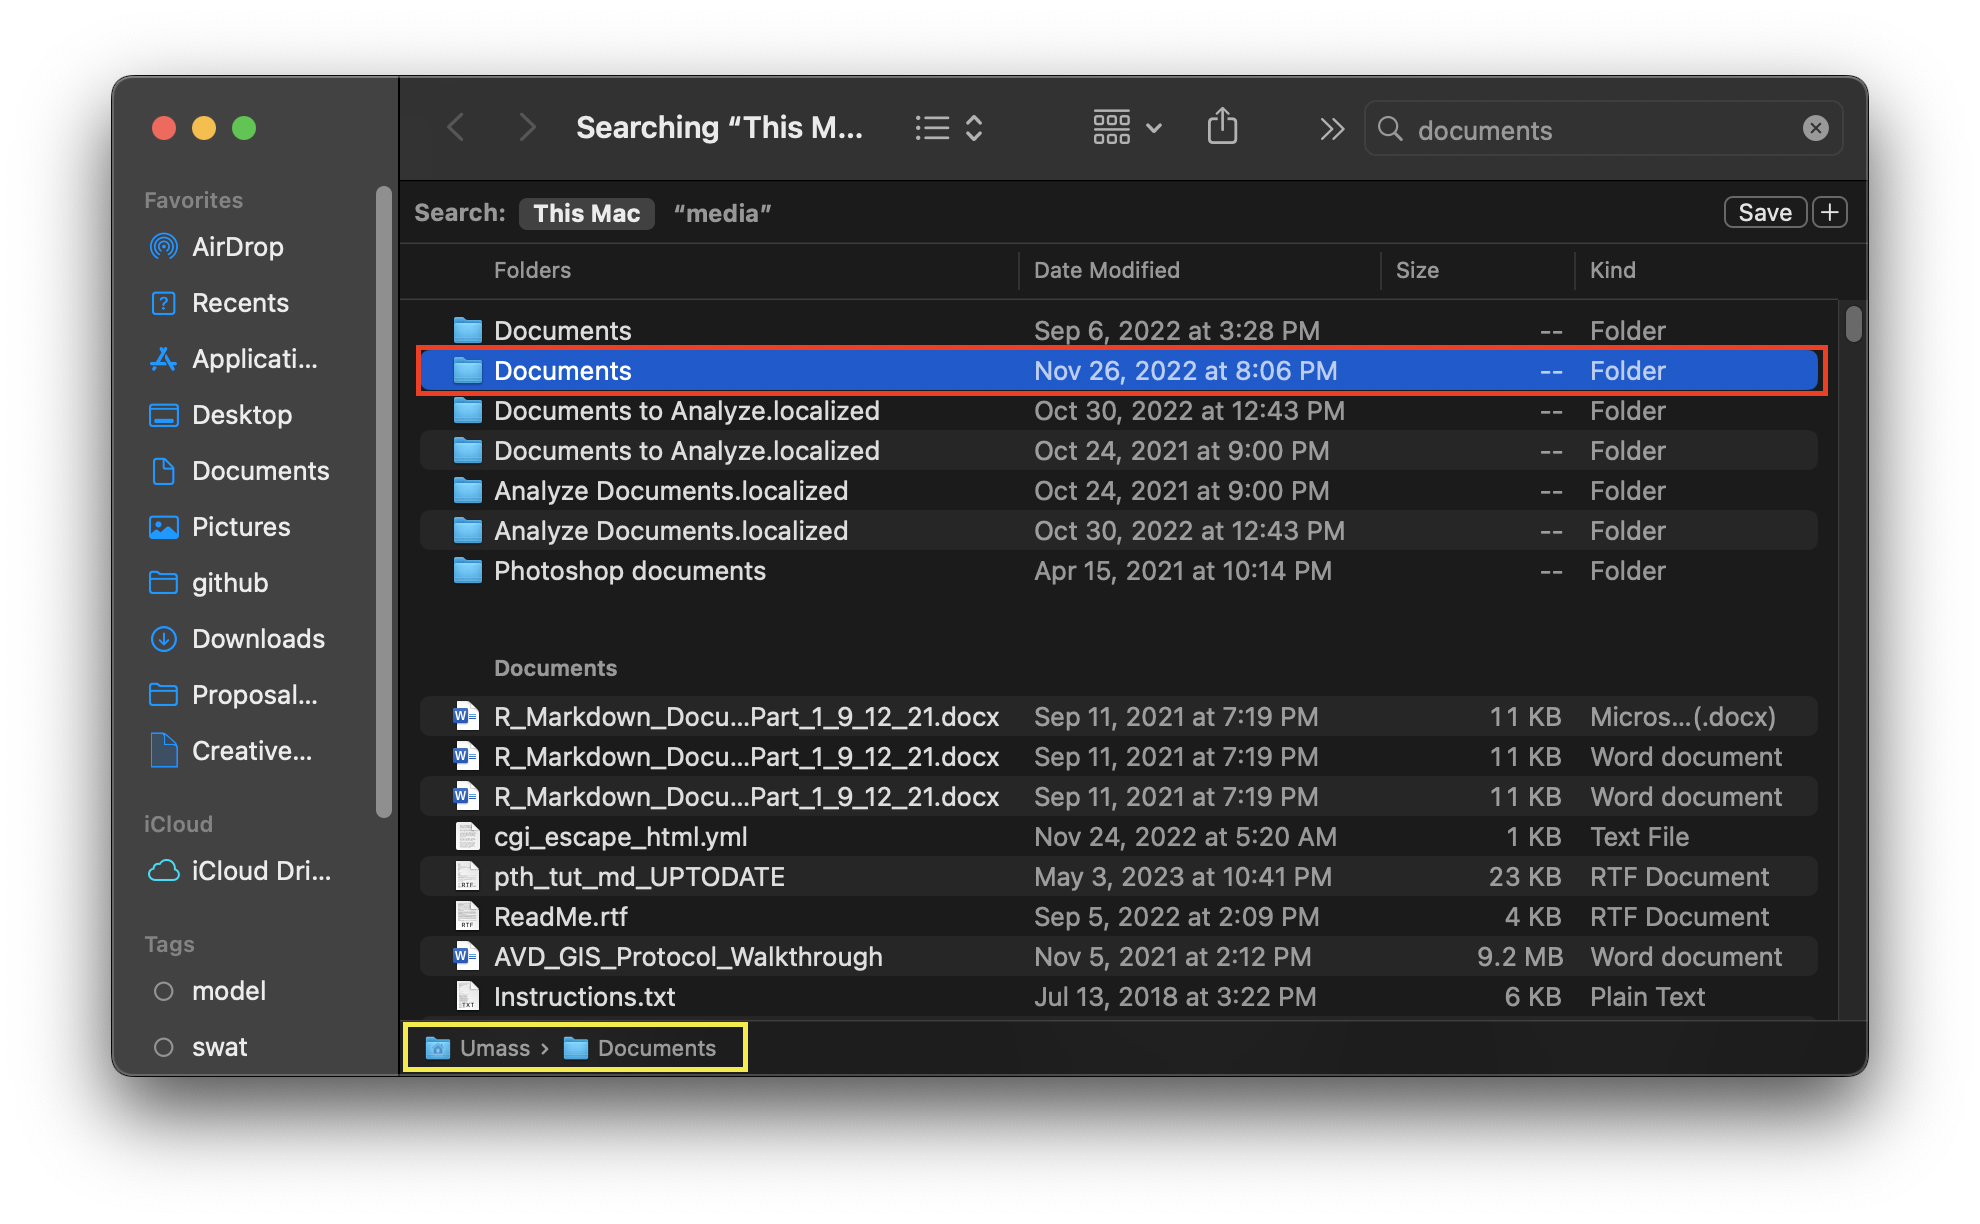 Searching “This M...
documents
Favorites
AirDrop
Recents
Applicati...
Desktop
Documents
Pictures
github
Downloads
Proposal...
Creative...
iCloud
iCloud Dri...
Tags
model
swat
Search: This Mac “media” Save +
Folders Date Modified Size Kind
Documents Sep 6, 2022 at 3:28 PM -- Folder
Documents Nov 26, 2022 at 8:06 PM -- Folder
Documents to Analyze.localized Oct 30, 2022 at 12:43 PM -- Folder
Documents to Analyze.localized Oct 24, 2021 at 9:00 PM -- Folder
Analyze Documents.localized Oct 24, 2021 at 9:00 PM -- Folder
Analyze Documents.localized Oct 30, 2022 at 12:43 PM -- Folder
Photoshop documents Apr 15, 2021 at 10:14 PM -- Folder
Documents
R_Markdown_Docu...Part_1_9_12_21.docx Sep 11, 2021 at 7:19 PM 11 KB Micros...(.docx)
R_Markdown_Docu...Part_1_9_12_21.docx Sep 11, 2021 at 7:19 PM 11 KB Word document
R_Markdown_Docu...Part_1_9_12_21.docx Sep 11, 2021 at 7:19 PM 11 KB Word document
cgi_escape_html.yml Nov 24, 2022 at 5:20 AM 1 KB Text File
pth_tut_md_UPTODATE May 3, 2023 at 10:41 PM 23 KB RTF Document
ReadMe.rtf Sep 5, 2022 at 2:09 PM 4 KB RTF Document
AVD_GIS_Protocol_Walkthrough Nov 5, 2021 at 2:12 PM 9.2 MB Word document
Instructions.txt Jul 13, 2018 at 3:22 PM 6 KB Plain Text
Umass › Documents